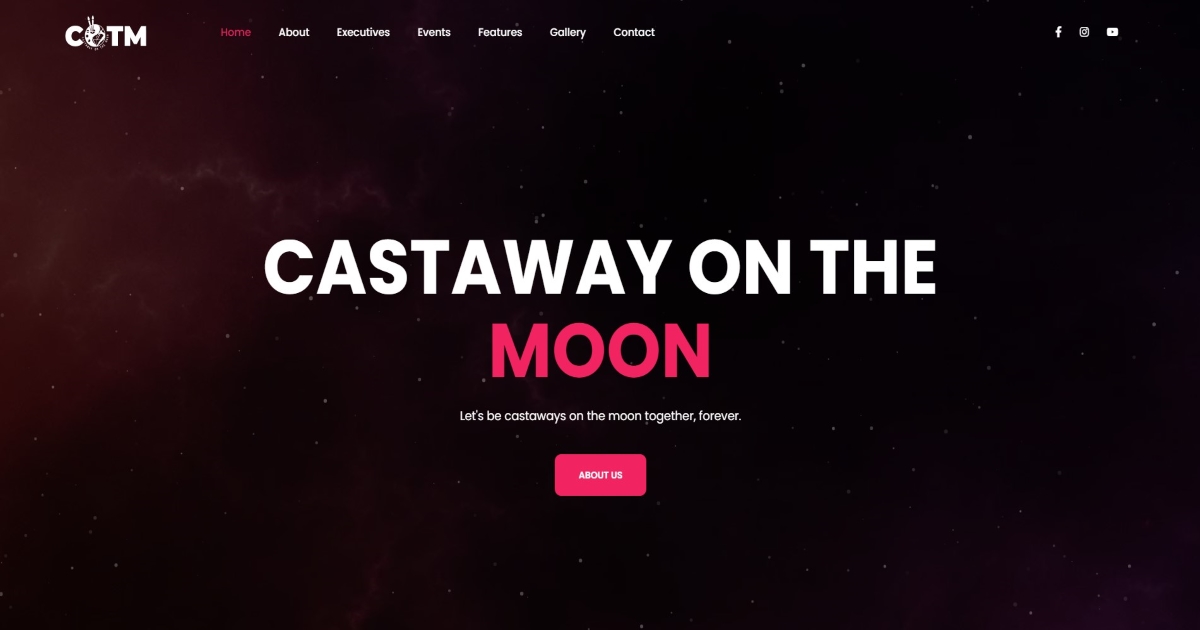 COTM
Home About Executives Events Features Gallery Contact
CASTAWAY ON THE
MOON
Let's be castaways on the moon together, forever.
ABOUT US